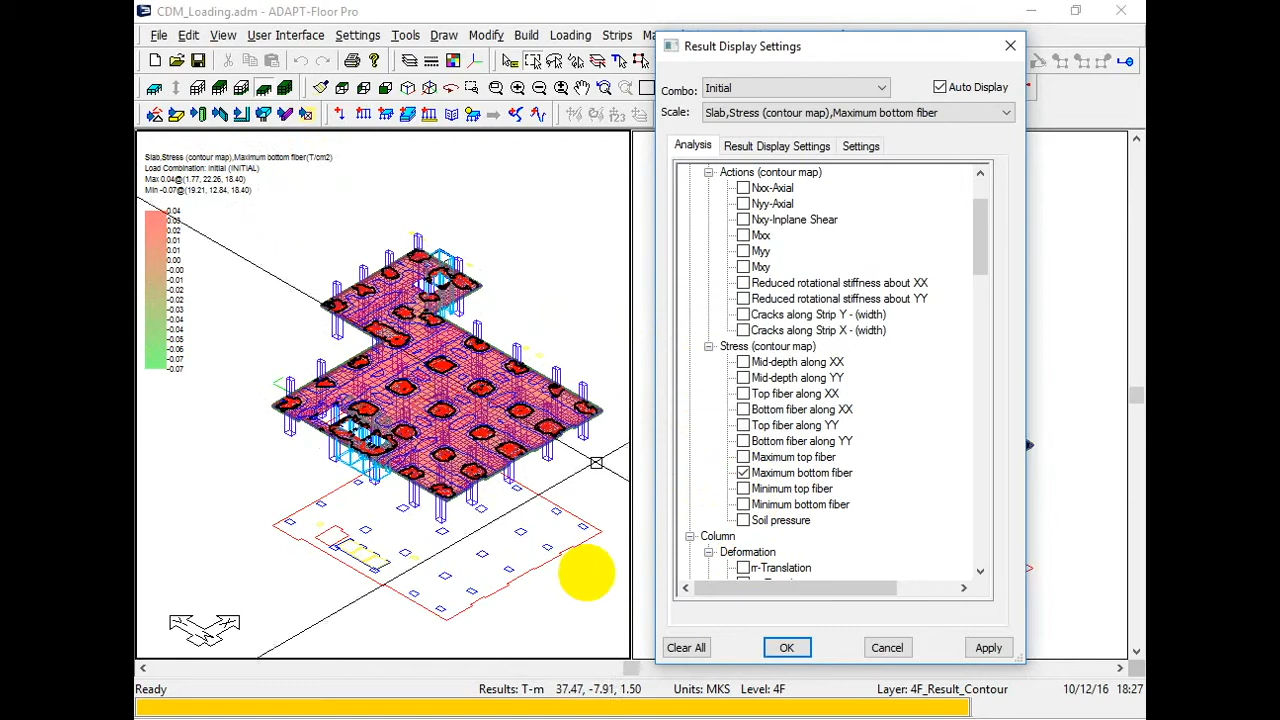 CDM_Loading.adm - ADAPT-Floor Pro
File Edit View User Interface Settings Tools Draw Modify Build Loading Strips
Result Display Settings
Combo: Initial Auto Display
Scale: Slab,Stress (contour map),Maximum bottom fiber
Analysis Result Display Settings Settings
Slab,Stress (contour map),Maximum bottom fiber(T/cm2)
Load Combination: Initial (INITIAL)
Max 0.04@(1.77, 22.26, 18.40)
Min -0.07@(19.21, 12.84, 18.40)
0.04
0.03
0.02
0.01
0.01
0.00
-0.00
-0.01
-0.02
-0.02
-0.03
-0.04
-0.05
-0.05
-0.06
-0.07
-0.07
Actions (contour map)
Nxx-Axial
Nyy-Axial
Nxy-Inplane Shear
Mxx
Myy
Mxy
Reduced rotational stiffness about XX
Reduced rotational stiffness about YY
Cracks along Strip Y - (width)
Cracks along Strip X - (width)
Stress (contour map)
Mid-depth along XX
Mid-depth along YY
Top fiber along XX
Bottom fiber along XX
Top fiber along YY
Bottom fiber along YY
Maximum top fiber
Maximum bottom fiber
Minimum top fiber
Minimum bottom fiber
Soil pressure
Column
Deformation
rr-Translation
Clear All OK Cancel Apply
Ready Results: T-m 37.47, -7.91, 1.50 Units: MKS Level: 4F Layer: 4F_Result_Contour 10/12/16 18:27